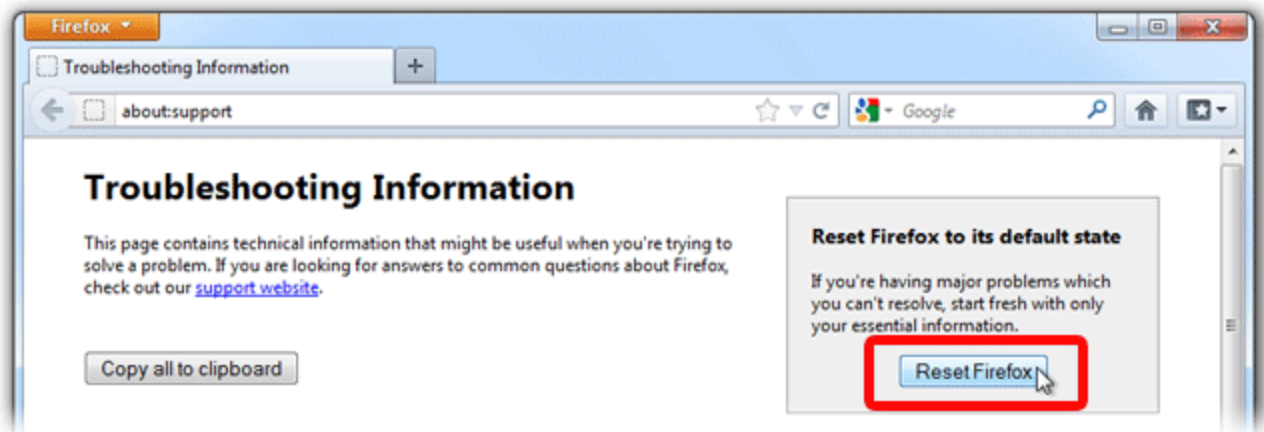 Firefox
Troubleshooting Information
about:support
Google
Troubleshooting Information
This page contains technical information that might be useful when you're trying to
solve a problem. If you are looking for answers to common questions about Firefox,
check out our support website.
Copy all to clipboard
Reset Firefox to its default state
If you're having major problems which
you can't resolve, start fresh with only
your essential information.
Reset Firefox